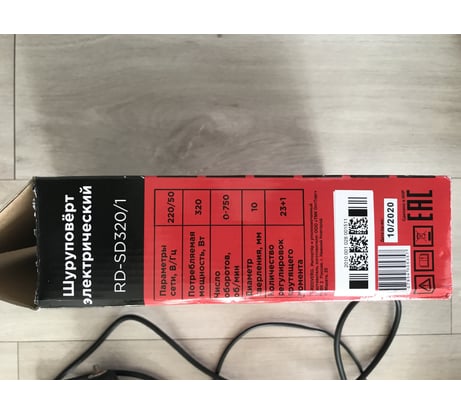 Шуруповёрт
электрический
RD-SD320/1
Параметры
сети, В/Гц
220/50
Потребляемая
мощность, Вт
320
Число
оборотов,
об/мин
0-750
Диаметр
сверления, мм
10
Количество
регулировок
крутящего
момента
23+1
10/2020
EAC